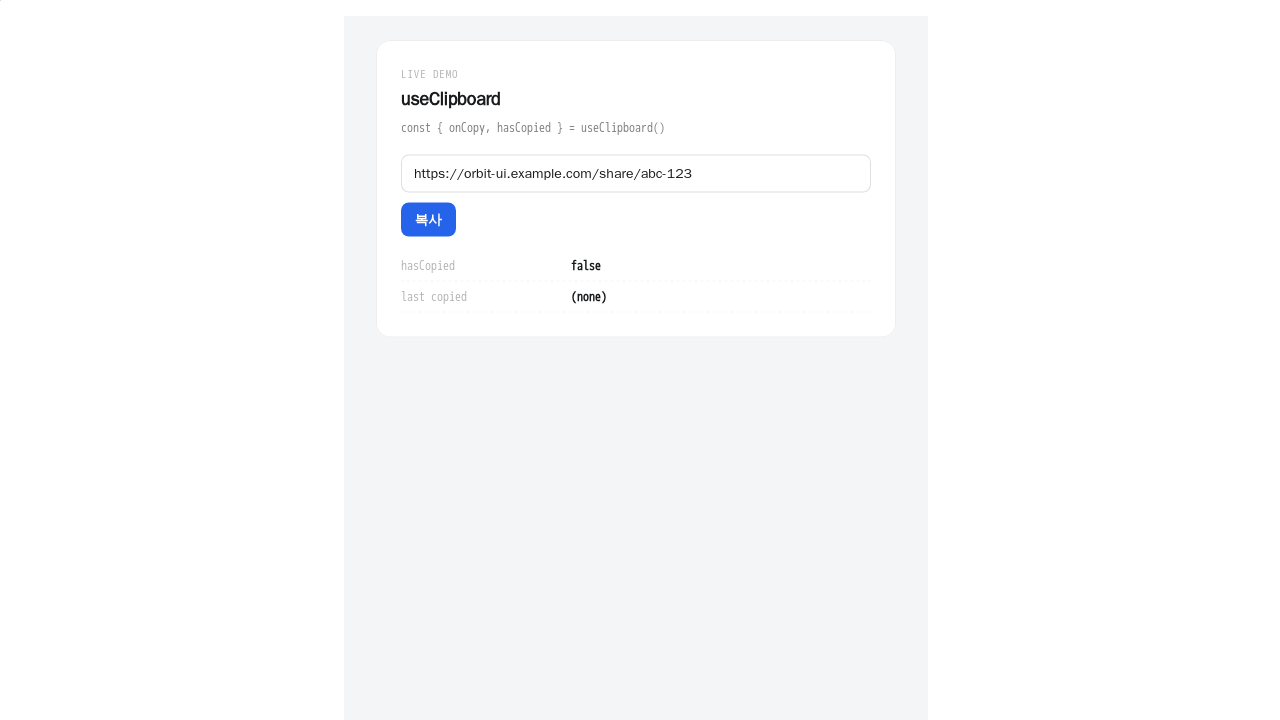 LIVE DEMO
useClipboard
const { onCopy, hasCopied } = useClipboard()
https://orbit-ui.example.com/share/abc-123
복사
hasCopied false
last copied (none)